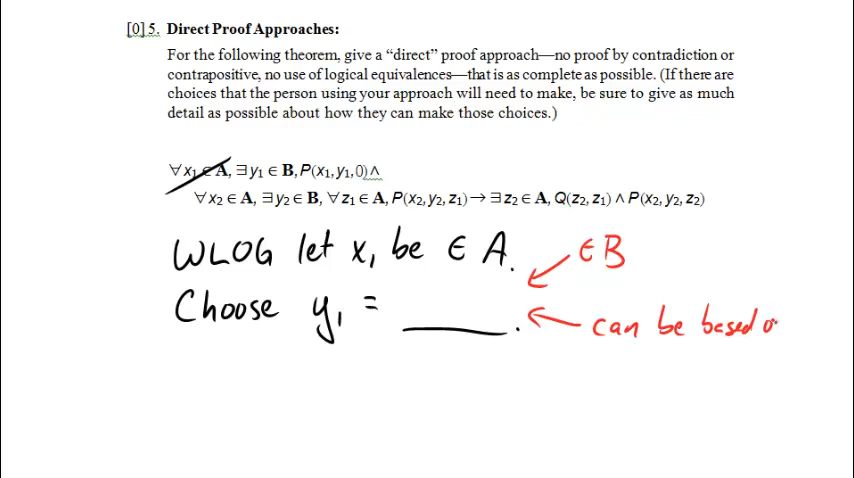 [0] 5. Direct Proof Approaches:
For the following theorem, give a “direct” proof approach—no proof by contradiction or
contrapositive, no use of logical equivalences—that is as complete as possible. (If there are
choices that the person using your approach will need to make, be sure to give as much
detail as possible about how they can make those choices.)
∀x₁ ∈ A, ∃y₁ ∈ B, P(x₁, y₁, 0) ∧
∀x₂ ∈ A, ∃y₂ ∈ B, ∀z₁ ∈ A, P(x₂, y₂, z₁) → ∃z₂ ∈ A, Q(z₂, z₁) ∧ P(x₂, y₂, z₂)
WLOG let x₁ be ∈ A.
∈ B
Choose y₁ = ____.
can be based o